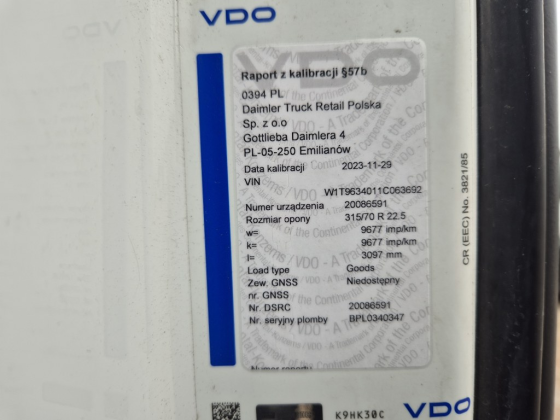 VDO
Raport z kalibracji §57b
0394 PL
Daimler Truck Retail Polska
Sp. z o.o
Gottlieba Daimlera 4
PL-05-250 Emilianów
Data kalibracji 2023-11-29
VIN
W1T9634011C063692
Numer urządzenia 20086591
Rozmiar opony 315/70 R 22.5
w= 9677 imp/km
k= 9677 imp/km
l= 3097 mm
Load type Goods
Zew. GNSS Niedostępny
nr. GNSS
Nr. DSRC 20086591
Nr. seryjny plomby BPL0340347
CR (EEC) No. 3821/85
K9HK30C
VDO